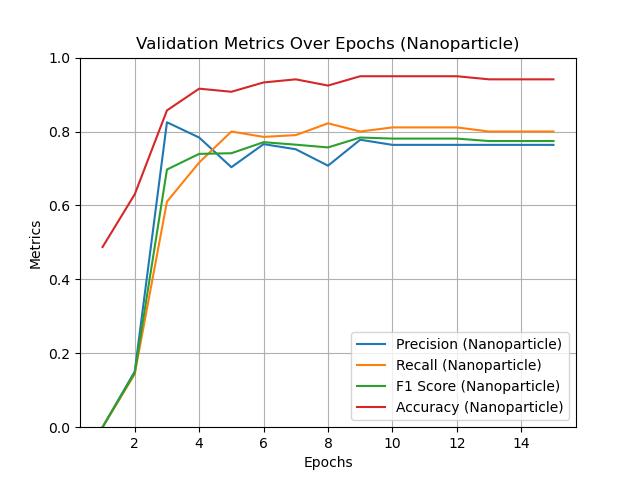 Validation Metrics Over Epochs (Nanoparticle)
1.0
0.8
0.6
0.4
0.2
0.0
Metrics
2 4 6 8 10 12 14
Epochs
Precision (Nanoparticle)
Recall (Nanoparticle)
F1 Score (Nanoparticle)
Accuracy (Nanoparticle)